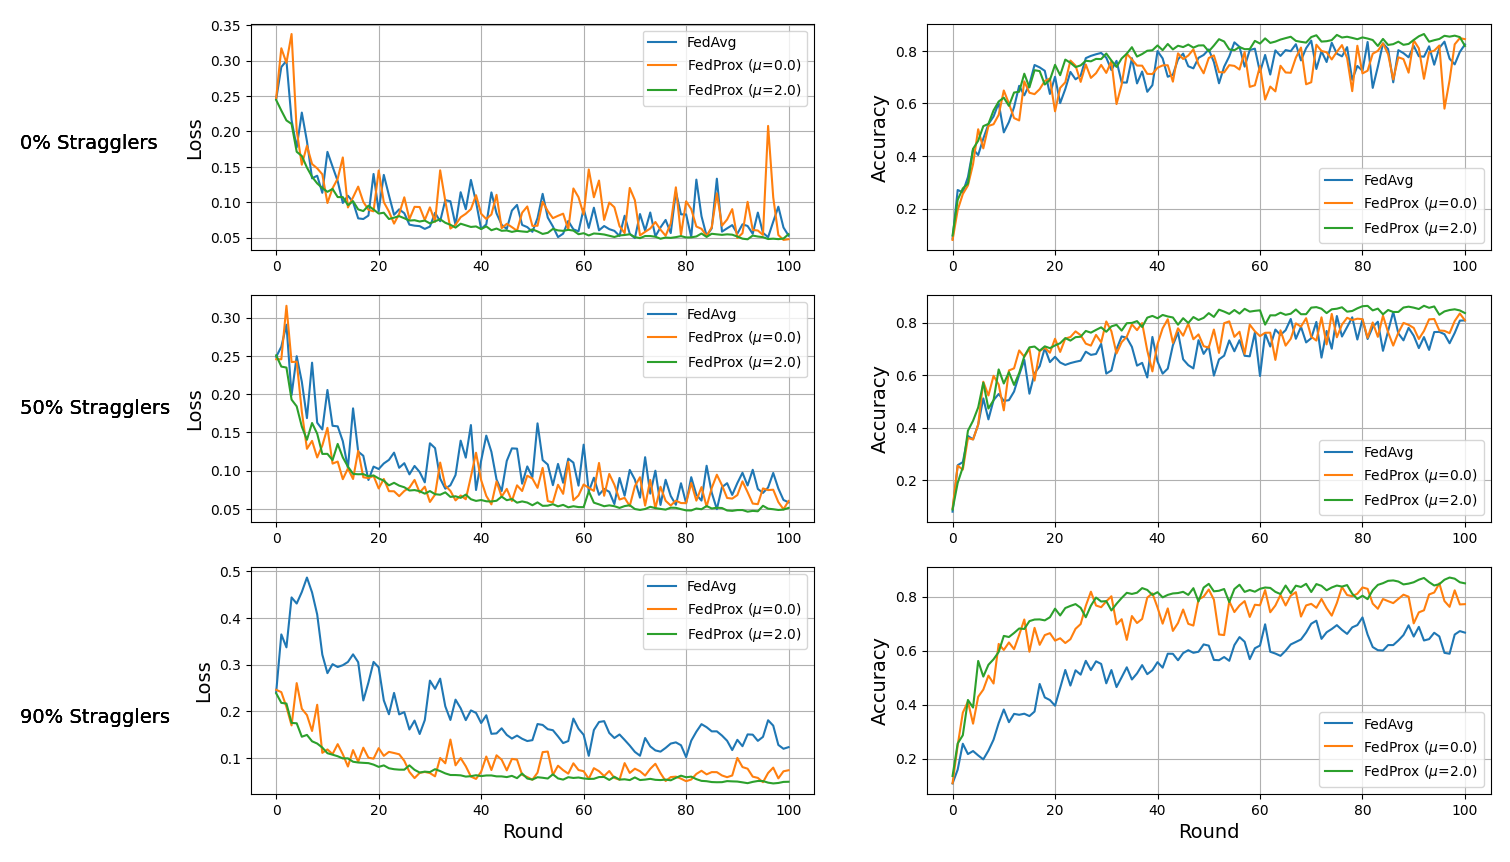 0% Stragglers
Loss
0.35
0.30
0.25
0.20
0.15
0.10
0.05
0 20 40 60 80 100
FedAvg
FedProx (μ=0.0)
FedProx (μ=2.0)
Accuracy
0.8
0.6
0.4
0.2
0 20 40 60 80 100
FedAvg
FedProx (μ=0.0)
FedProx (μ=2.0)
50% Stragglers
Loss
0.30
0.25
0.20
0.15
0.10
0.05
0 20 40 60 80 100
FedAvg
FedProx (μ=0.0)
FedProx (μ=2.0)
Accuracy
0.8
0.6
0.4
0.2
0 20 40 60 80 100
FedAvg
FedProx (μ=0.0)
FedProx (μ=2.0)
90% Stragglers
Loss
0.5
0.4
0.3
0.2
0.1
0 20 40 60 80 100
Round
FedAvg
FedProx (μ=0.0)
FedProx (μ=2.0)
Accuracy
0.8
0.6
0.4
0.2
0 20 40 60 80 100
Round
FedAvg
FedProx (μ=0.0)
FedProx (μ=2.0)